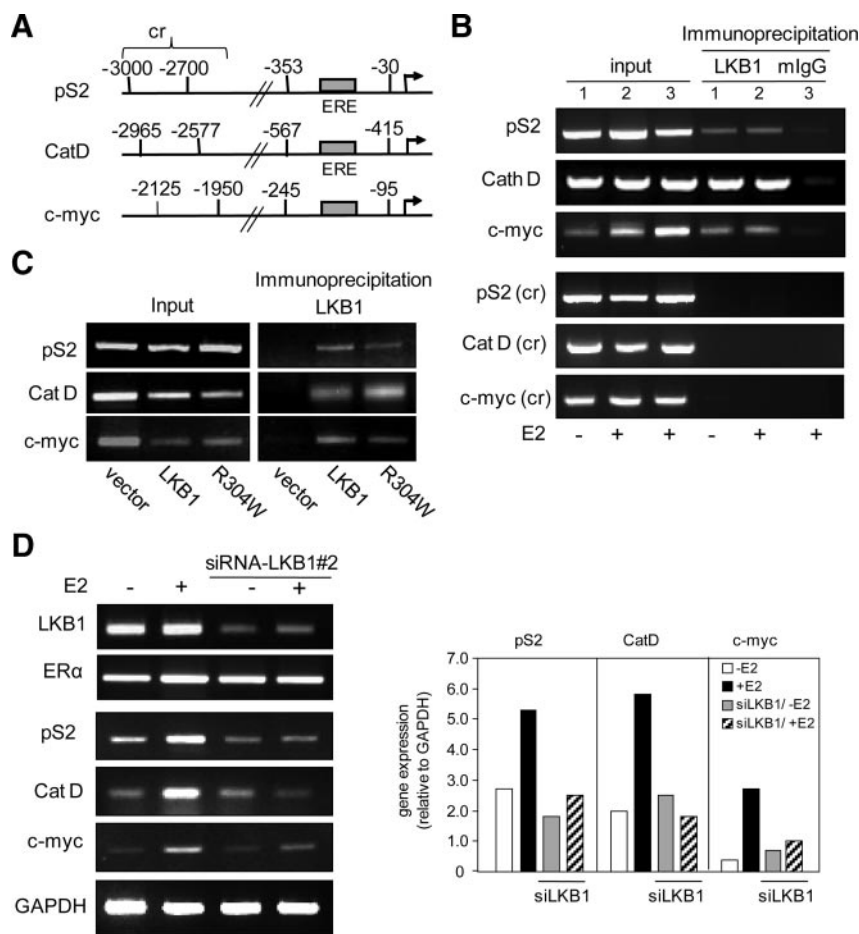 A
cr
-3000 -2700 -353 -30
pS2
ERE
-2965 -2577 -567 -415
CatD
ERE
-2125 -1950 -245 -95
c-myc
B
Immunoprecipitation
input LKB1 mIgG
1 2 3 1 2 3
pS2
Cath D
c-myc
pS2 (cr)
Cat D (cr)
c-myc (cr)
E2 - + + - + +
C
Immunoprecipitation
Input LKB1
pS2
Cat D
c-myc
vector LKB1 R304W vector LKB1 R304W
D
siRNA-LKB1#2
E2 - + - +
LKB1
ERα
pS2
Cat D
c-myc
GAPDH
pS2 CatD c-myc
gene expression
(relative to GAPDH)
7.0
6.0
5.0
4.0
3.0
2.0
1.0
0
-E2
+E2
siLKB1/ -E2
siLKB1/ +E2
siLKB1 siLKB1 siLKB1